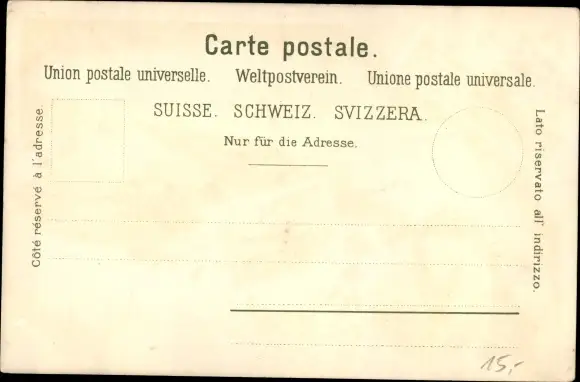 Carte postale.
Union postale universelle. Weltpostverein. Unione postale universale.
SUISSE. SCHWEIZ. SVIZZERA.
Nur für die Adresse.
Côté réservé à l'adresse.
Lato riservato all' indirizzo.
15,-